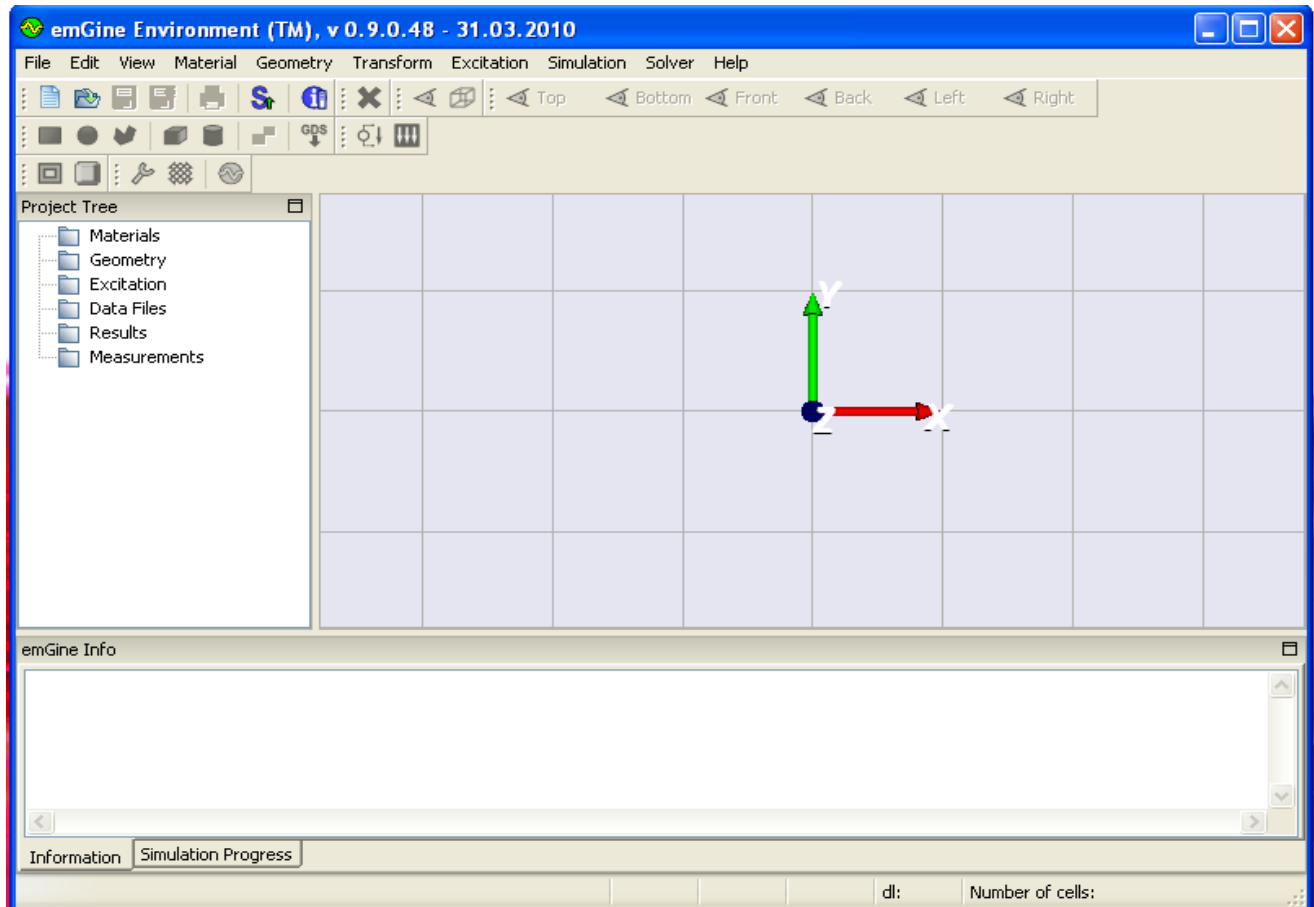 emGine Environment (TM), v 0.9.0.48 - 31.03.2010
File Edit View Material Geometry Transform Excitation Simulation Solver Help
S i Top Bottom Front Back Left Right
GDS
Project Tree
Materials
Geometry
Excitation
Data Files
Results
Measurements
Y
Z X
emGine Info
Information Simulation Progress
dl: Number of cells: